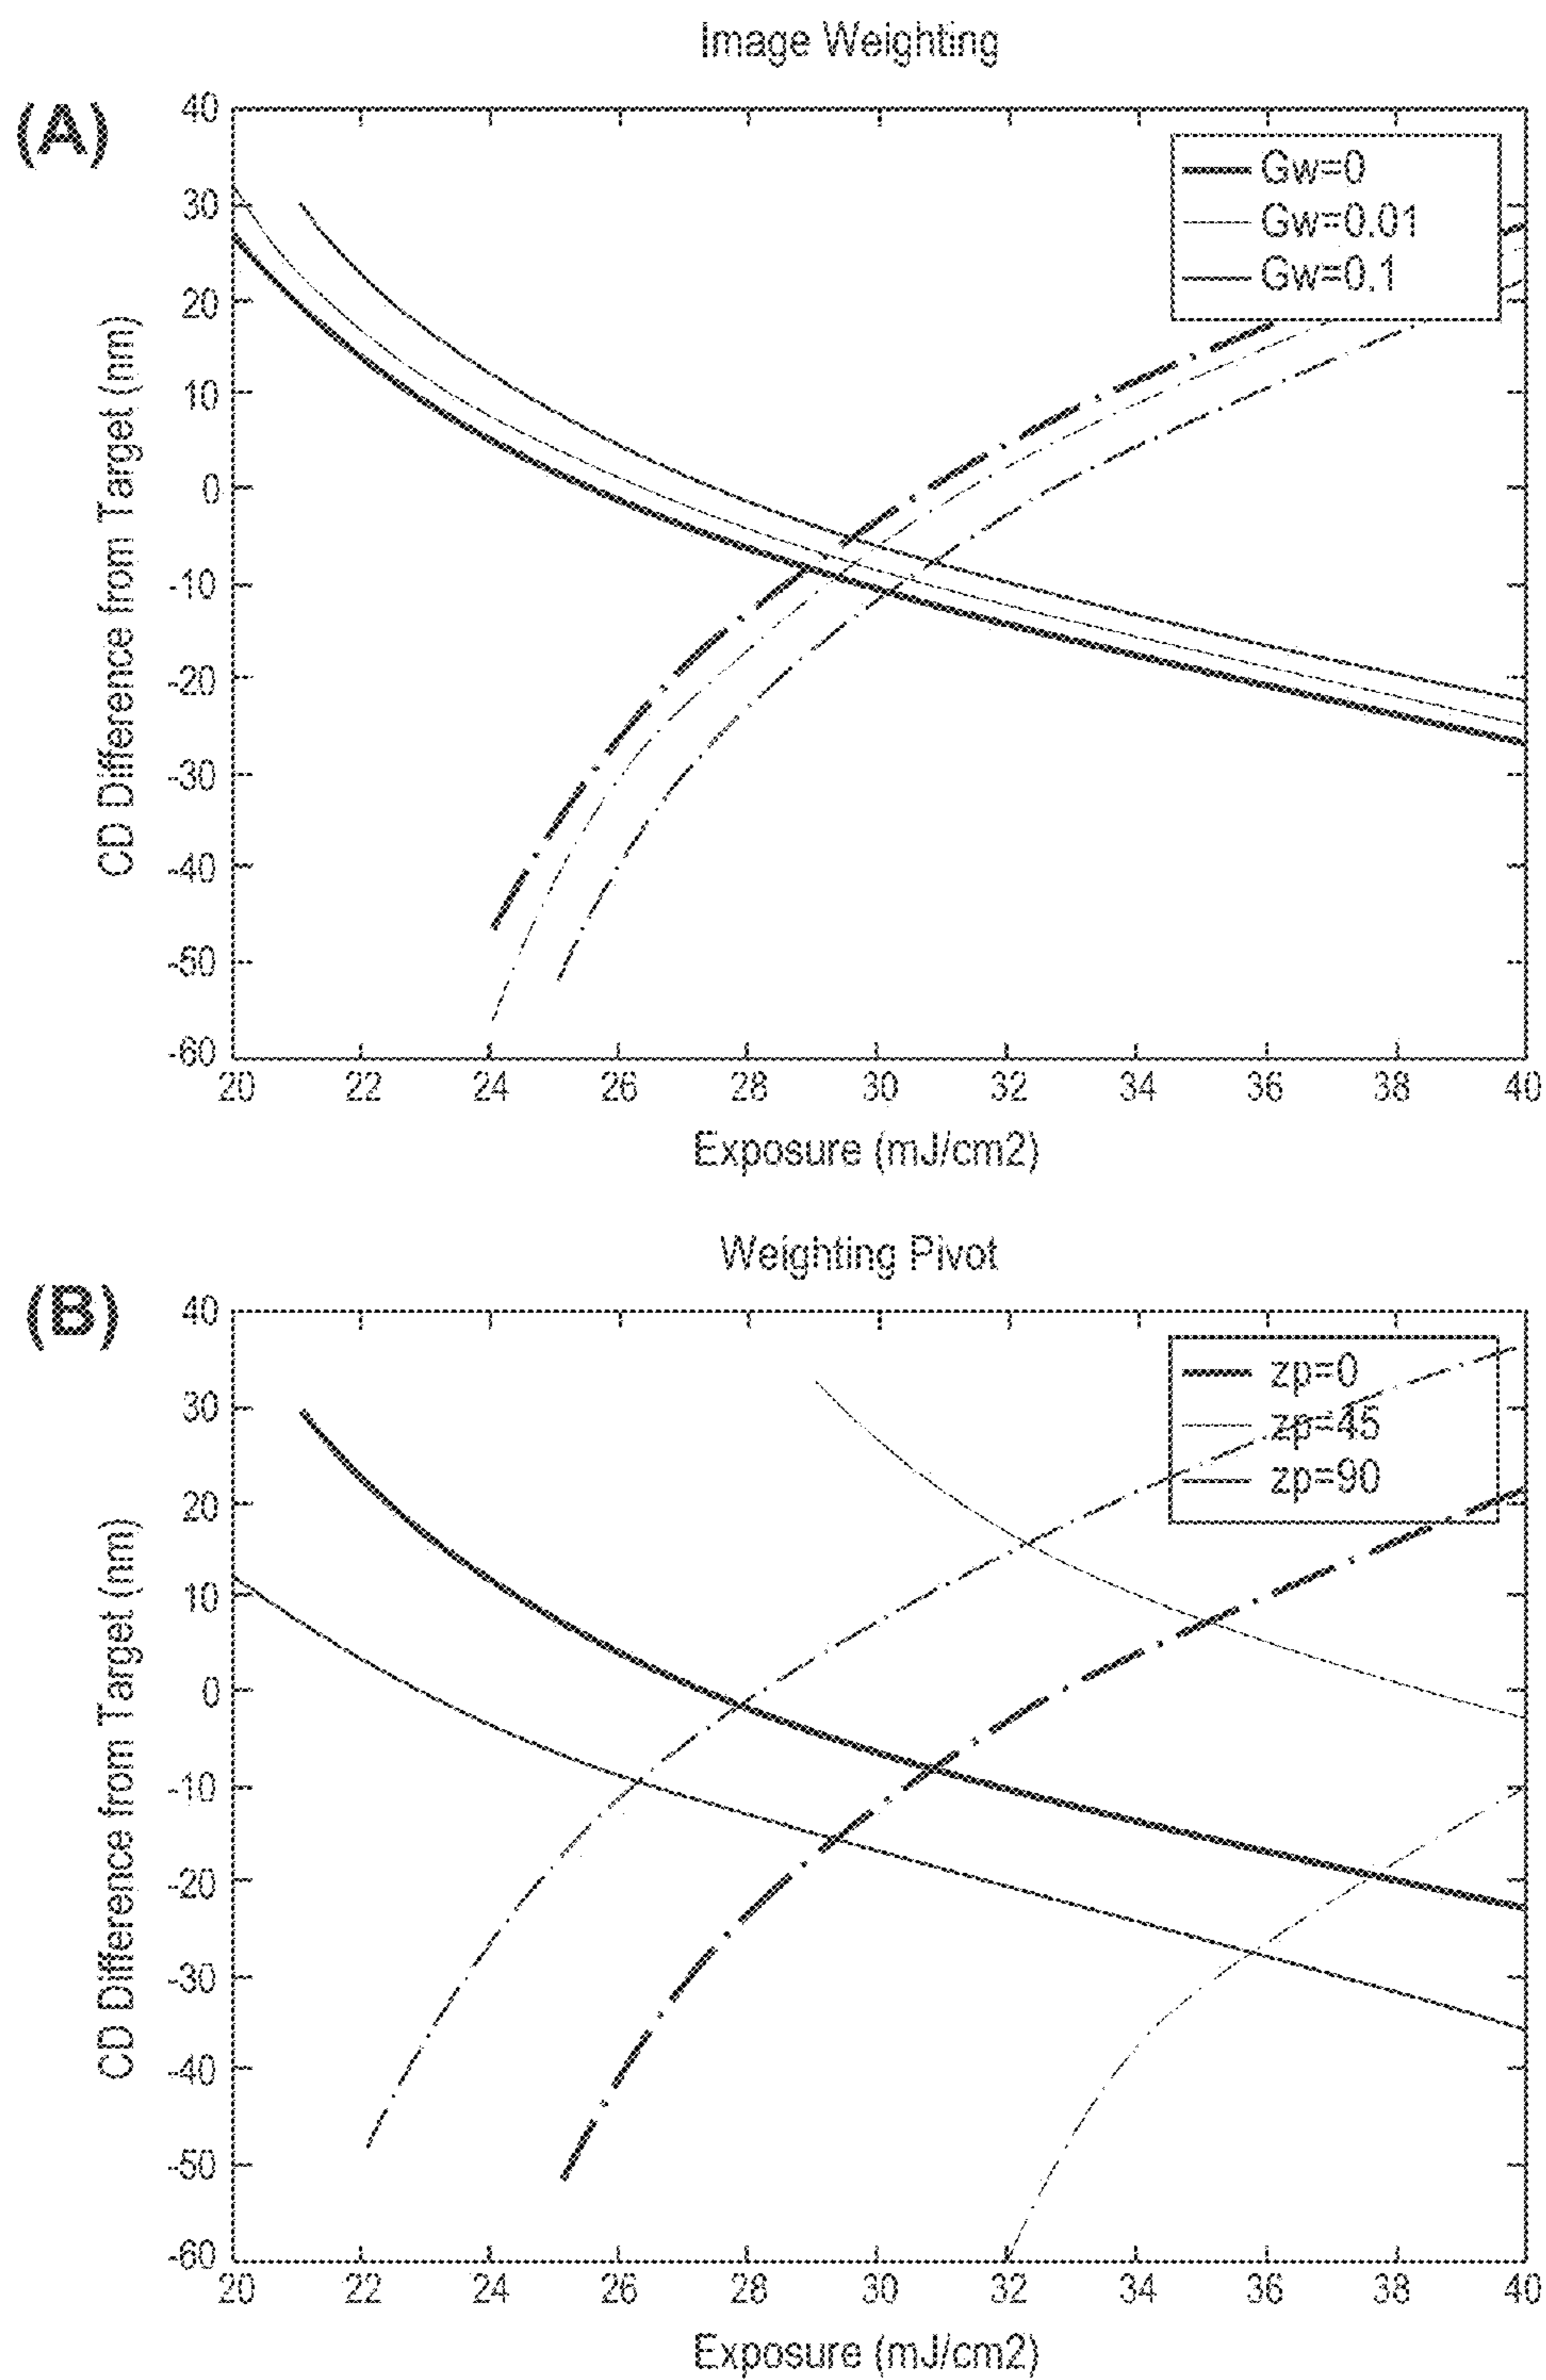 Image Weighting
(A)
40
30
20
10
0
-10
-20
-30
-40
-50
-60
CD Difference from Target (nm)
Gw=0
Gw=0.01
Gw=0.1
20 22 24 26 28 30 32 34 36 38 40
Exposure (mJ/cm2)
Weighting Pivot
(B)
40
30
20
10
0
-10
-20
-30
-40
-50
-60
CD Difference from Target (nm)
zp=0
zp=45
zp=90
20 22 24 26 28 30 32 34 36 38 40
Exposure (mJ/cm2)